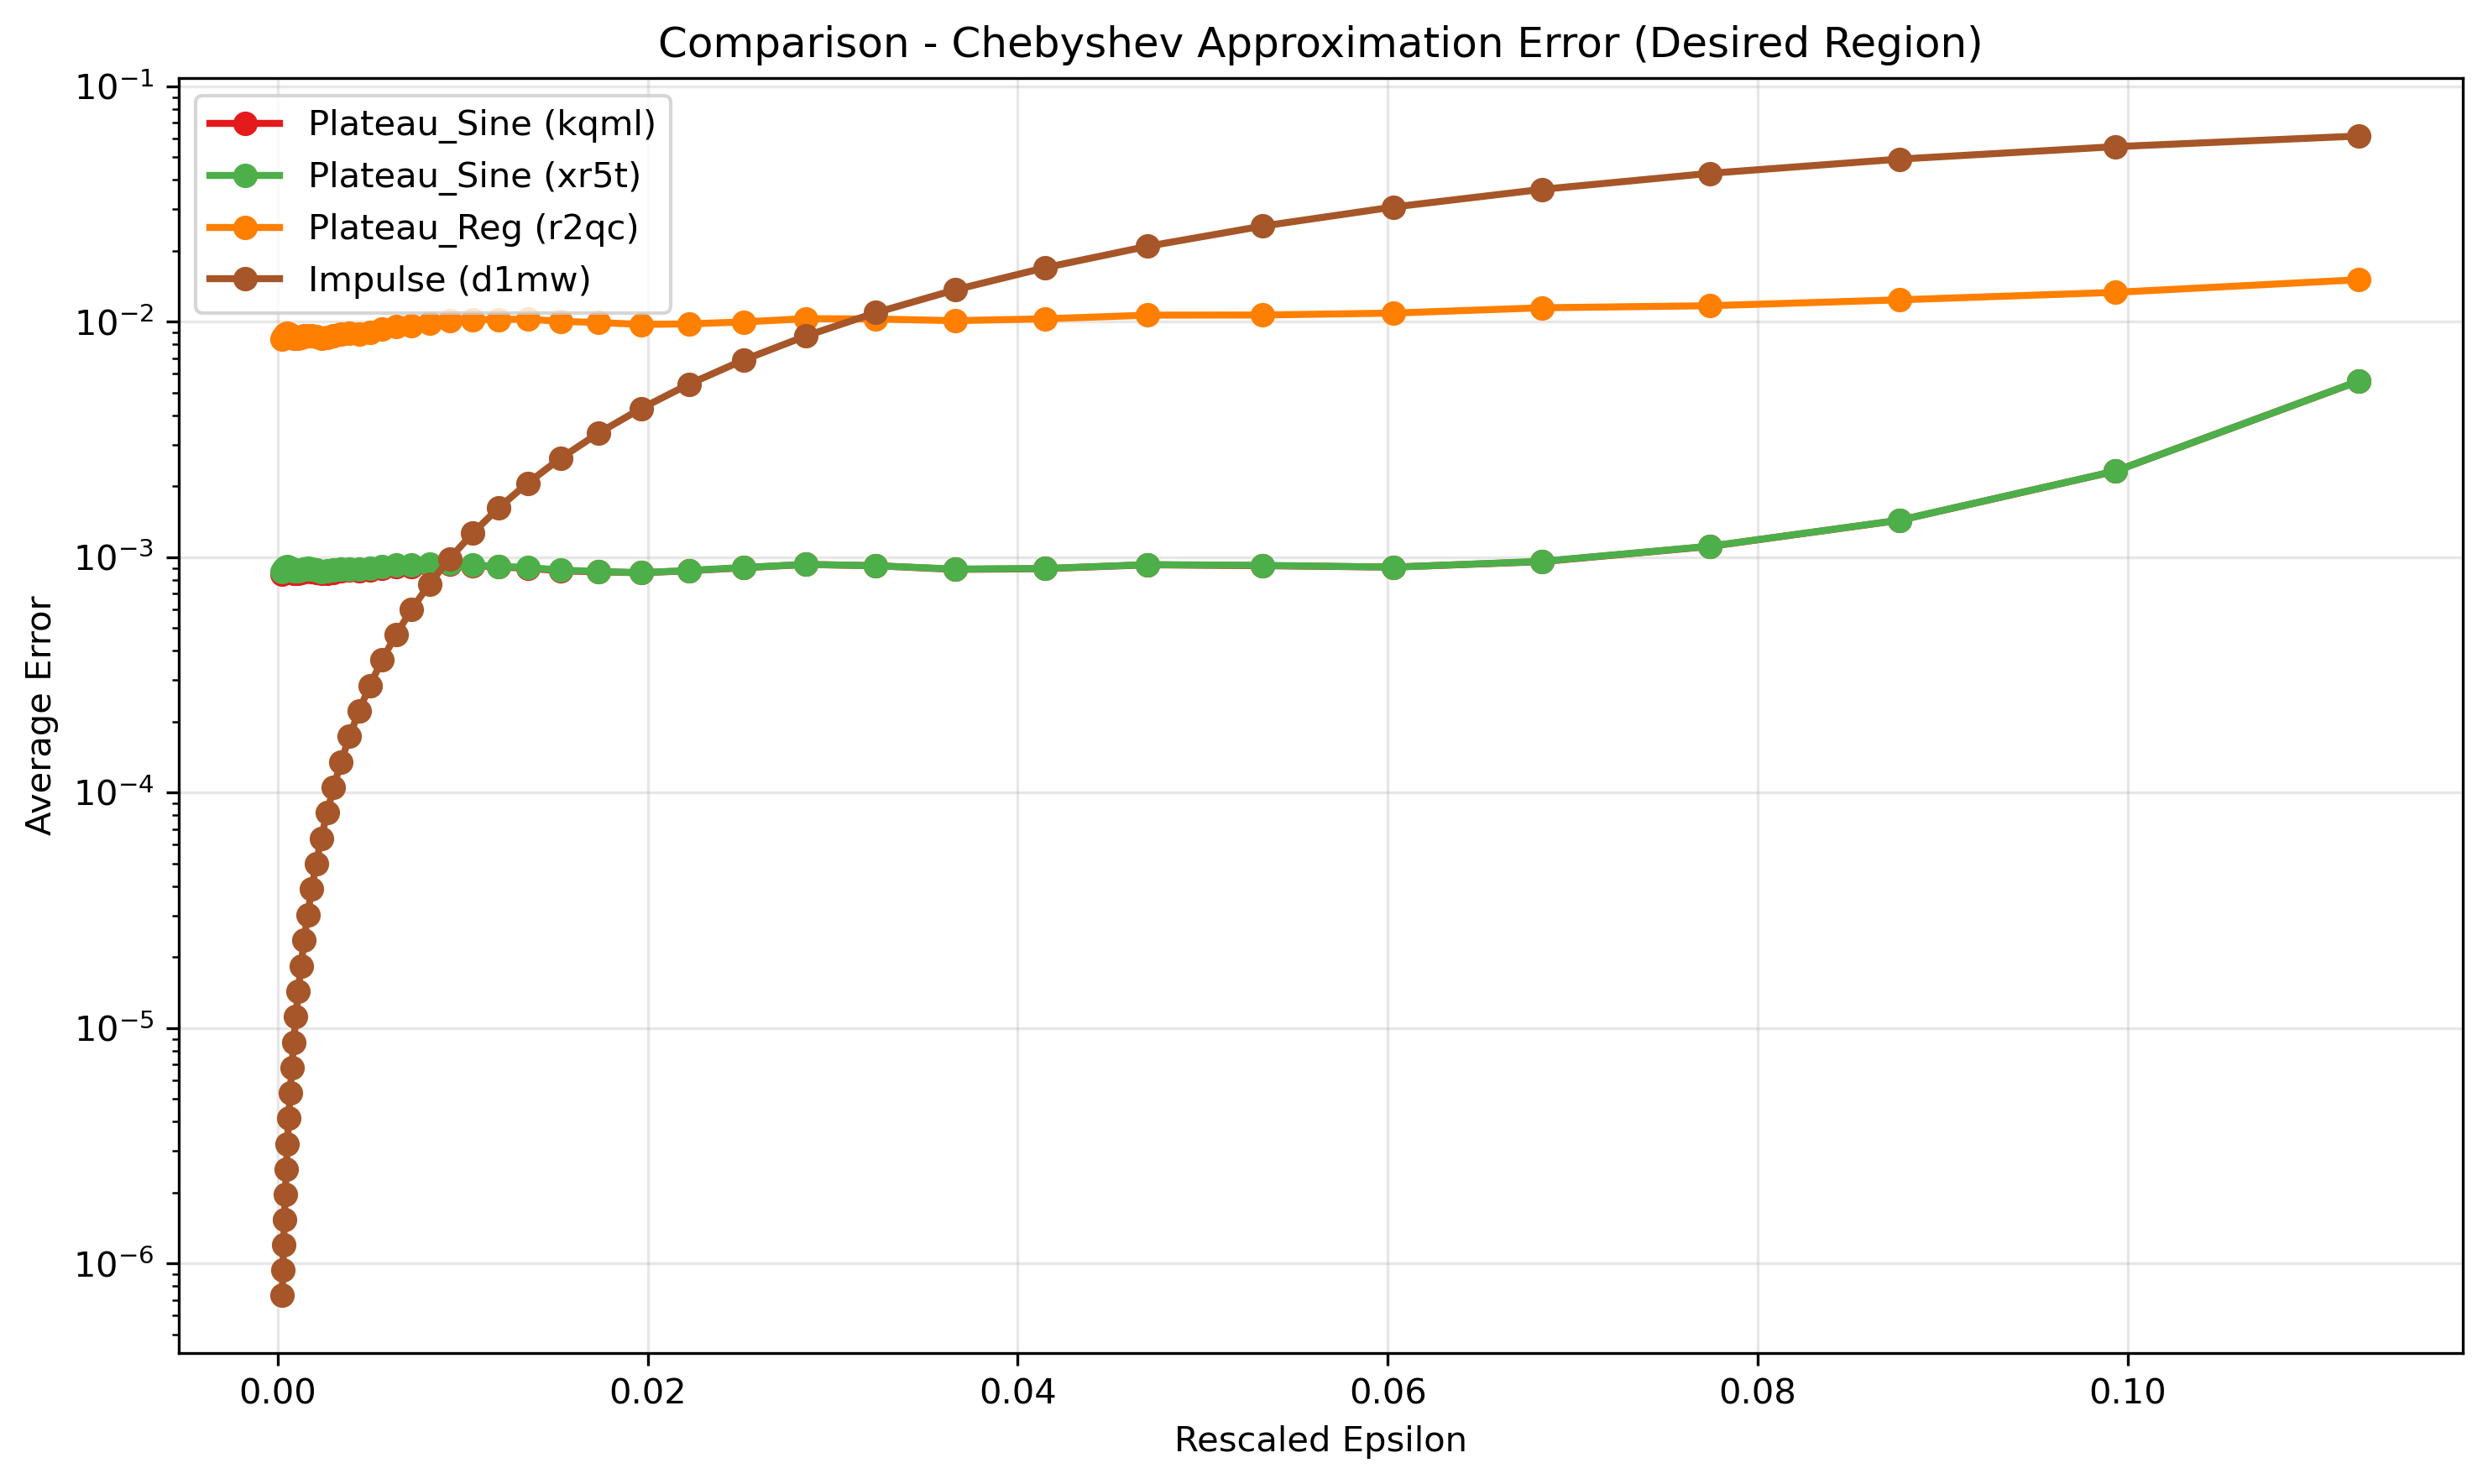 Comparison - Chebyshev Approximation Error (Desired Region)
Plateau_Sine (kqml)
Plateau_Sine (xr5t)
Plateau_Reg (r2qc)
Impulse (d1mw)
Average Error
10⁻¹
10⁻²
10⁻³
10⁻⁴
10⁻⁵
10⁻⁶
0.00 0.02 0.04 0.06 0.08 0.10
Rescaled Epsilon